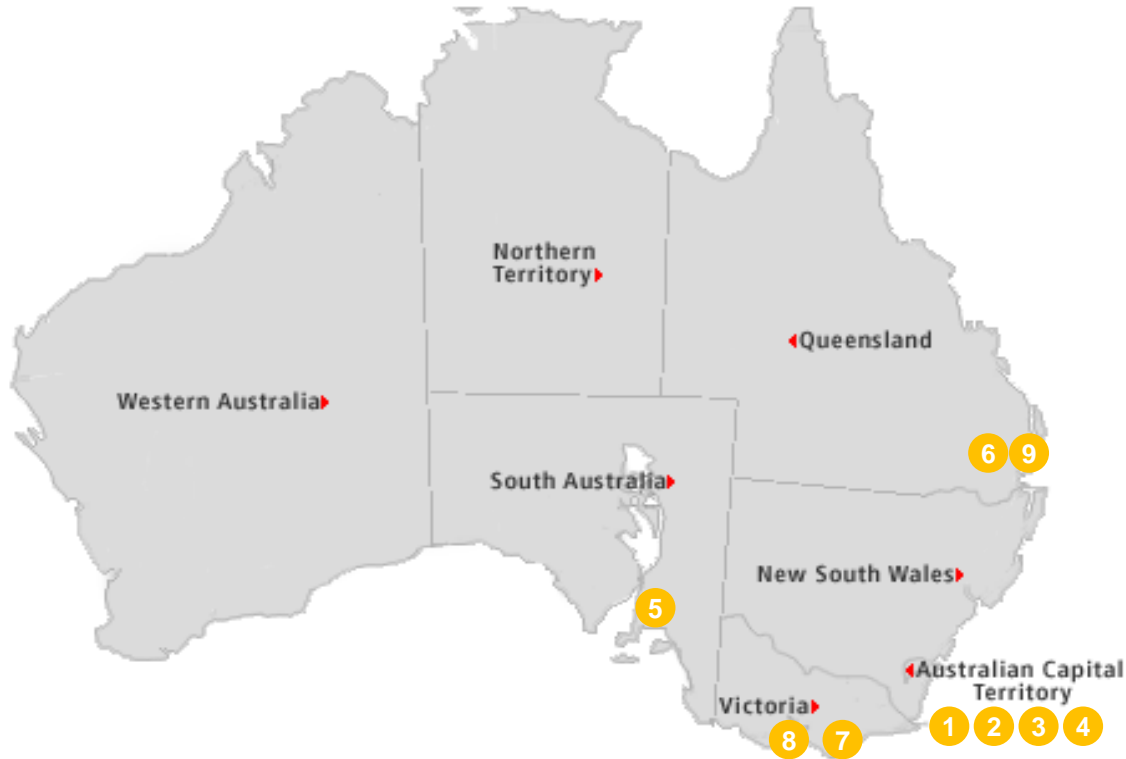 Northern
Territory
Queensland
Western Australia
South Australia
6 9
New South Wales
5
Australian Capital
Territory
Victoria
1 2 3 4
8 7